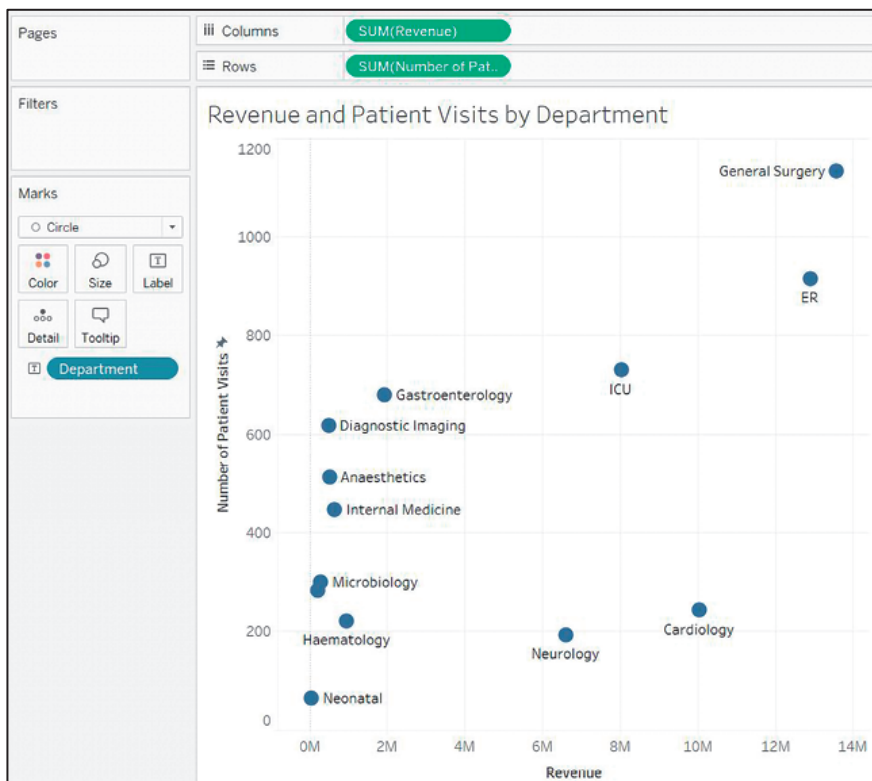 Pages
Columns
SUM(Revenue)
Rows
SUM(Number of Pat..
Filters
Revenue and Patient Visits by Department
Marks
Circle
Color
Size
Label
Detail
Tooltip
Department
Number of Patient Visits
1200
1000
800
600
400
200
0
General Surgery
ER
ICU
Gastroenterology
Diagnostic Imaging
Anaesthetics
Internal Medicine
Microbiology
Haematology
Cardiology
Neurology
Neonatal
0M 2M 4M 6M 8M 10M 12M 14M
Revenue